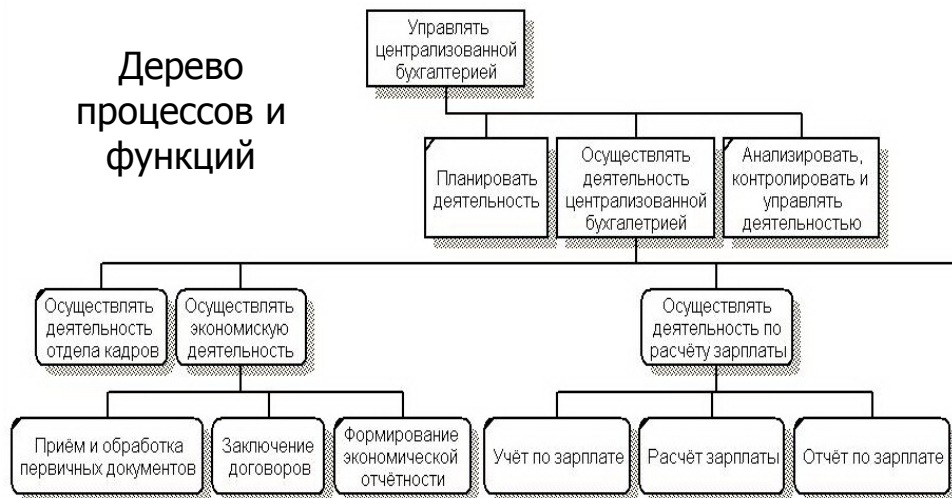 Дерево
процессов и
функций
Управлять
централизованной
бухгалтерией
Планировать
деятельность
Осуществлять
деятельность
централизованной
бухгалетрией
Анализировать,
контролировать и
управлять
деятельностью
Осуществлять
деятельность
отдела кадров
Осуществлять
экономискую
деятельность
Осуществлять
деятельность по
расчёту зарплаты
Приём и обработка
первичных документов
Заключение
договоров
Формирование
экономической
отчётности
Учёт по зарплате
Расчёт зарплаты
Отчёт по зарплате